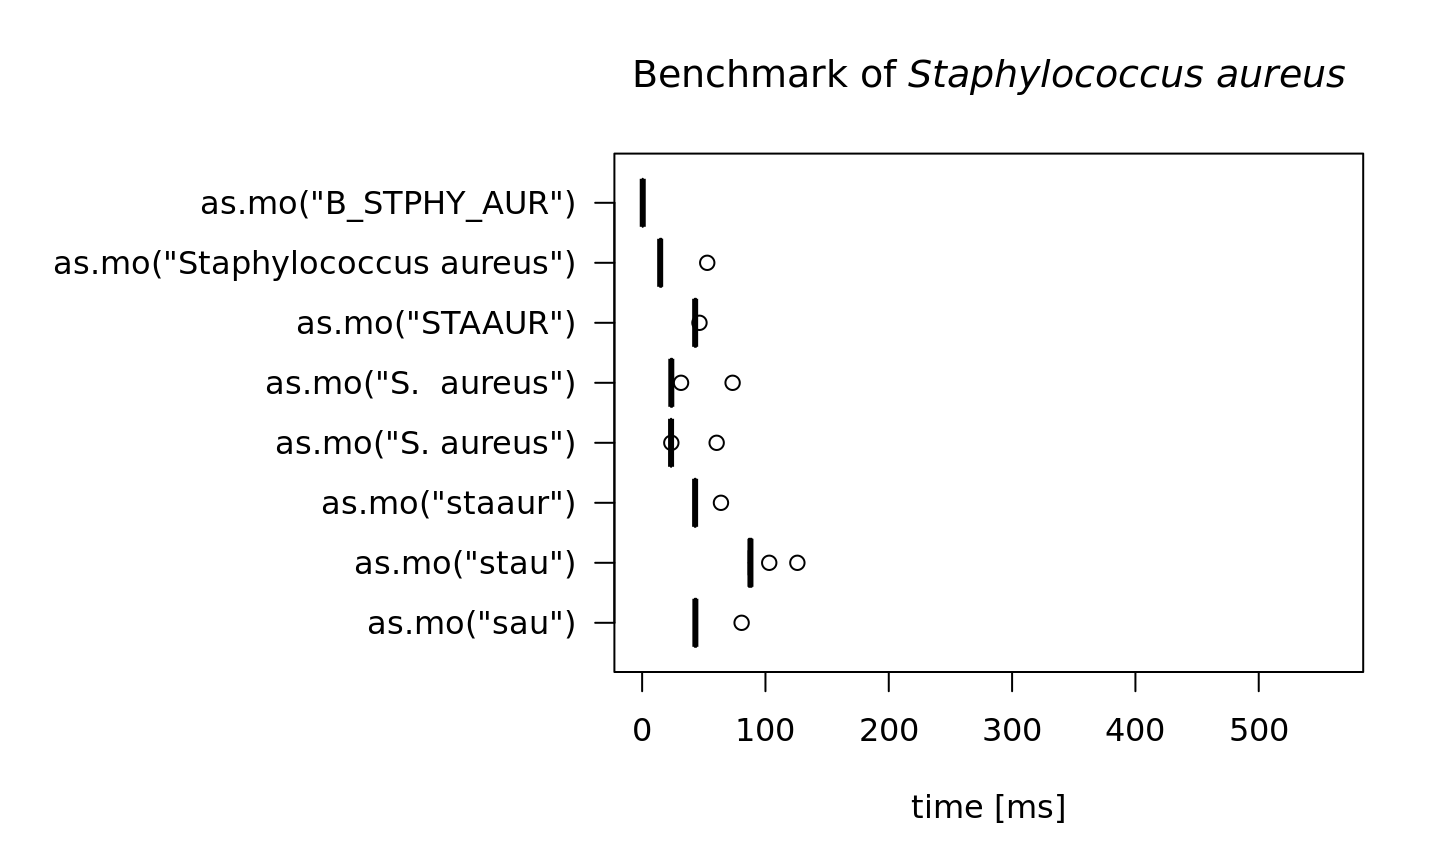 Benchmark of Staphylococcus aureus
as.mo("B_STPHY_AUR")
as.mo("Staphylococcus aureus")
as.mo("STAAUR")
as.mo("S.  aureus")
as.mo("S. aureus")
as.mo("staaur")
as.mo("stau")
as.mo("sau")
0 100 200 300 400 500
time [ms]